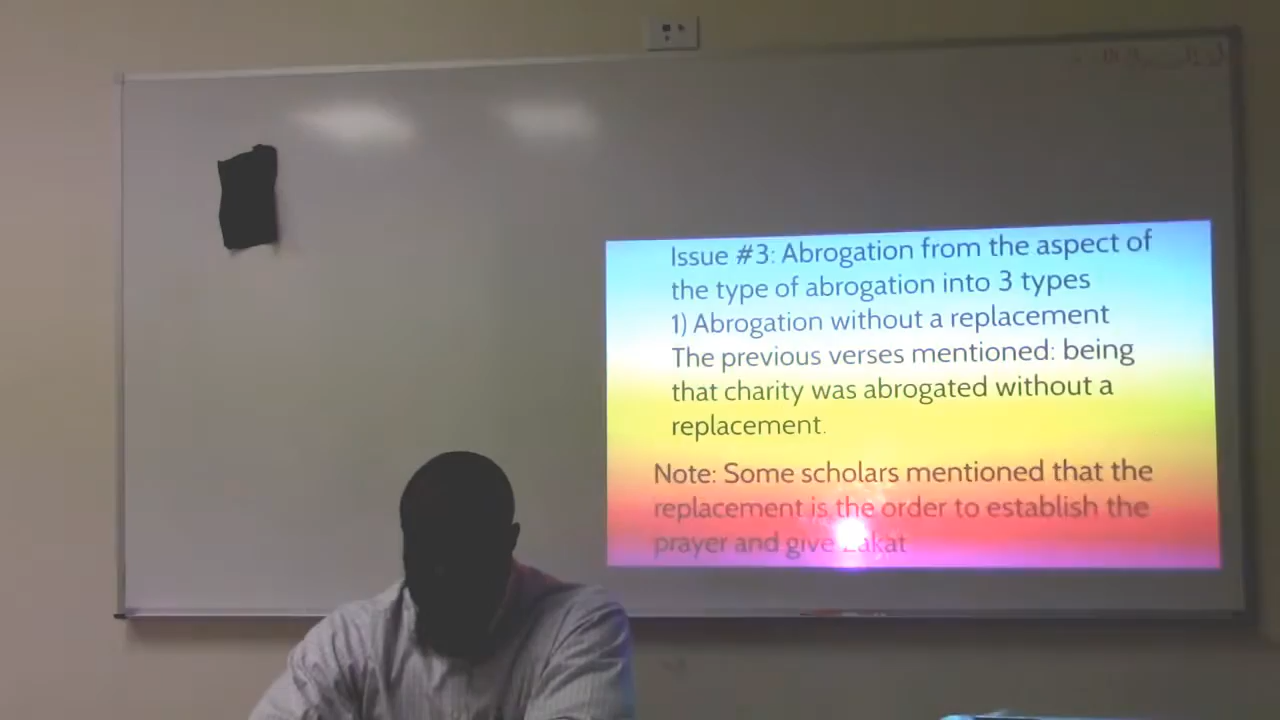 Issue #3: Abrogation from the aspect of
the type of abrogation into 3 types
1) Abrogation without a replacement
The previous verses mentioned: being
that charity was abrogated without a
replacement.
Note: Some scholars mentioned that the
replacement is the order to establish the
prayer and give Zakat